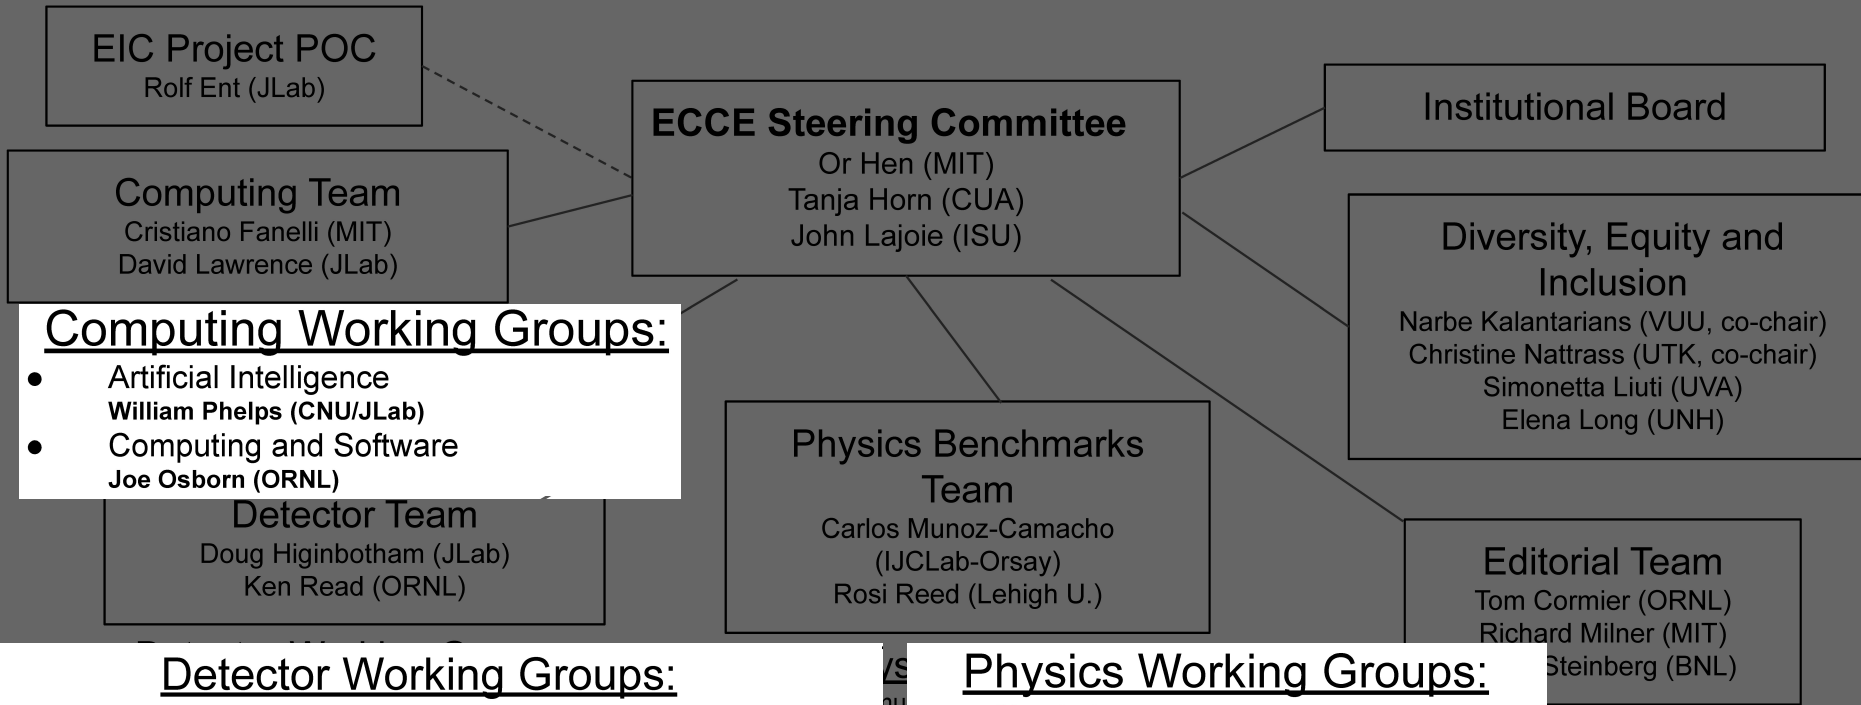 EIC Project POC
Rolf Ent (JLab)
Computing Team
Cristiano Fanelli (MIT)
David Lawrence (JLab)
ECCE Steering Committee
Or Hen (MIT)
Tanja Horn (CUA)
John Lajoie (ISU)
Institutional Board
Diversity, Equity and
Inclusion
Narbe Kalantarians (VUU, co-chair)
Christine Nattrass (UTK, co-chair)
Simonetta Liuti (UVA)
Elena Long (UNH)
Computing Working Groups:
● Artificial Intelligence
William Phelps (CNU/JLab)
● Computing and Software
Joe Osborn (ORNL)
Detector Team
Doug Higinbotham (JLab)
Ken Read (ORNL)
Physics Benchmarks
Team
Carlos Munoz-Camacho
(IJCLab-Orsay)
Rosi Reed (Lehigh U.)
Editorial Team
Tom Cormier (ORNL)
Richard Milner (MIT)
Steinberg (BNL)
Detector Working Groups:
Physics Working Groups: